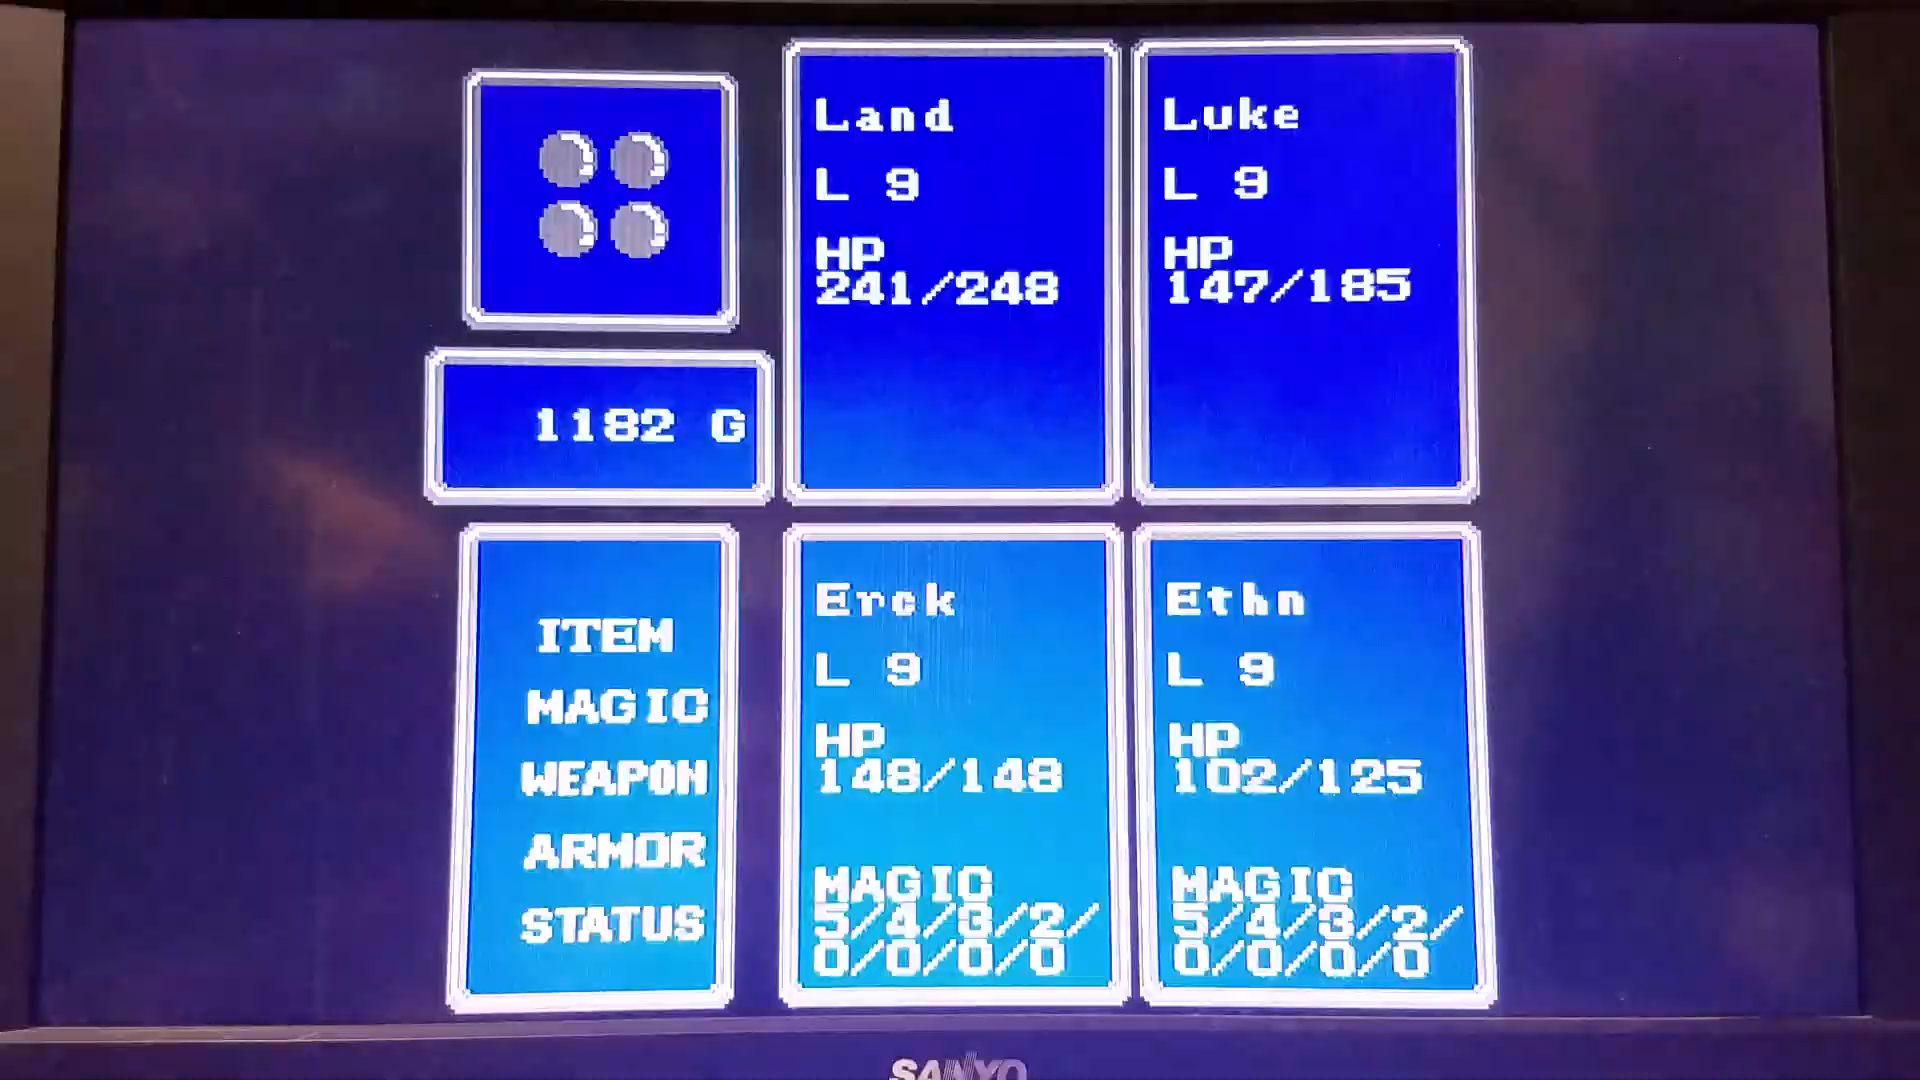 Land
L 9
HP
241/248
Luke
L 9
HP
147/185
1182 G
ITEM
MAGIC
WEAPON
ARMOR
STATUS
Erck
L 9
HP
148/148
MAGIC
5/4/3/2/
0/0/0/0
Ethn
L 9
HP
102/125
MAGIC
5/4/3/2/
0/0/0/0
SANYO